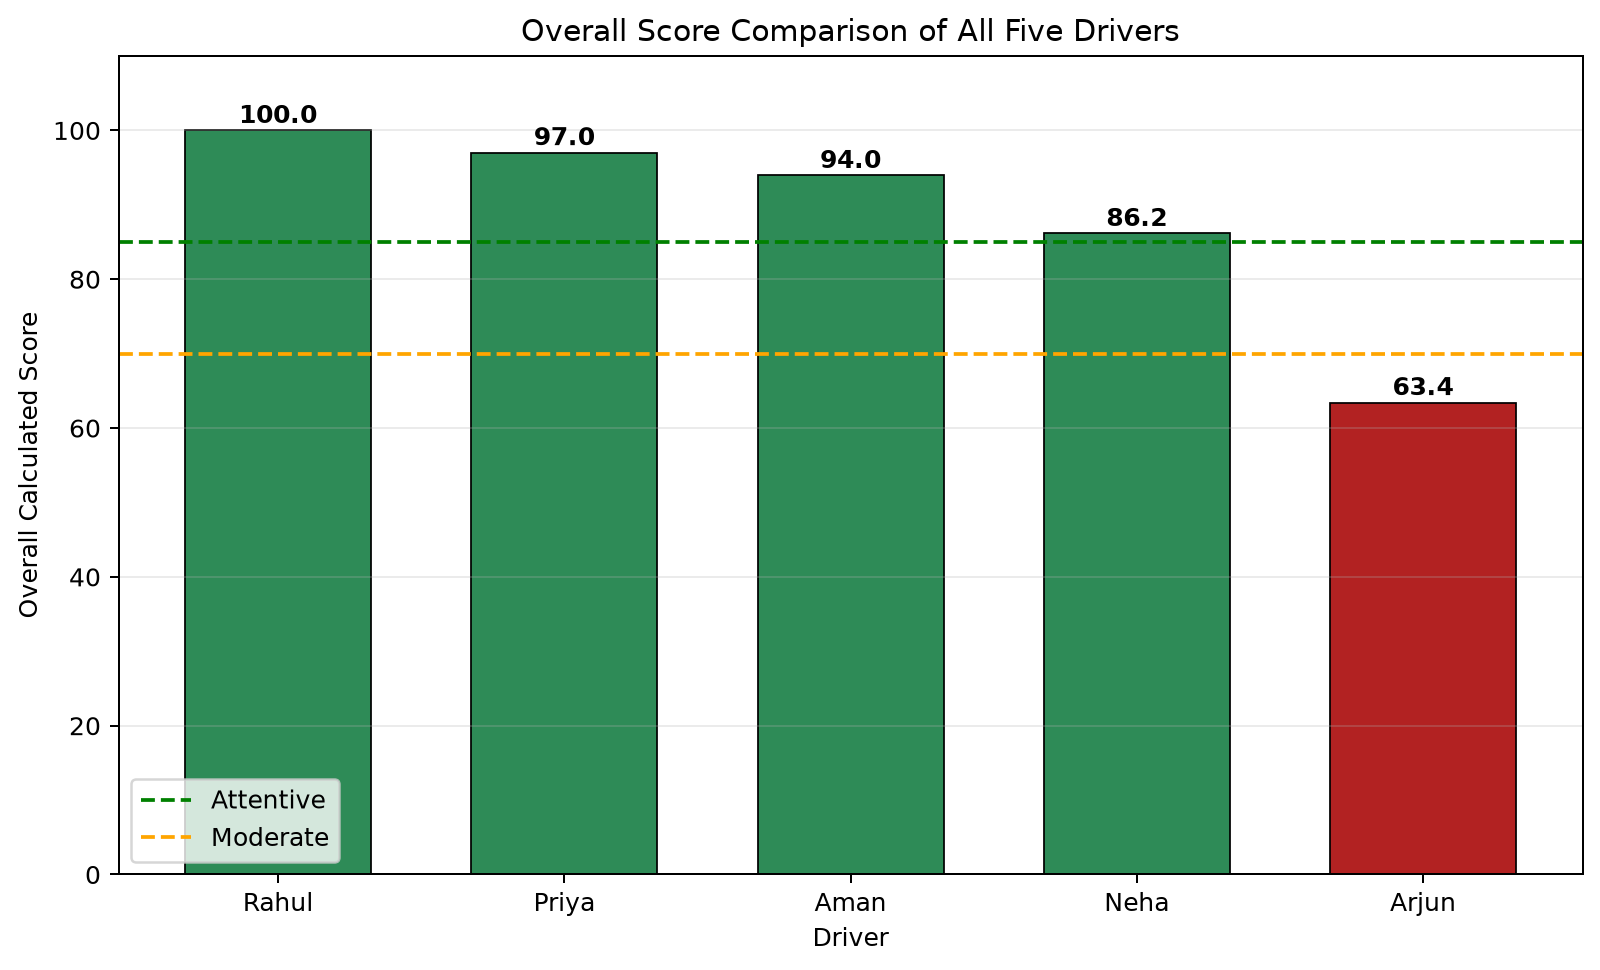 Overall Score Comparison of All Five Drivers
Overall Calculated Score
100
80
60
40
20
0
100.0
97.0
94.0
86.2
63.4
Attentive
Moderate
Rahul
Priya
Aman
Neha
Arjun
Driver